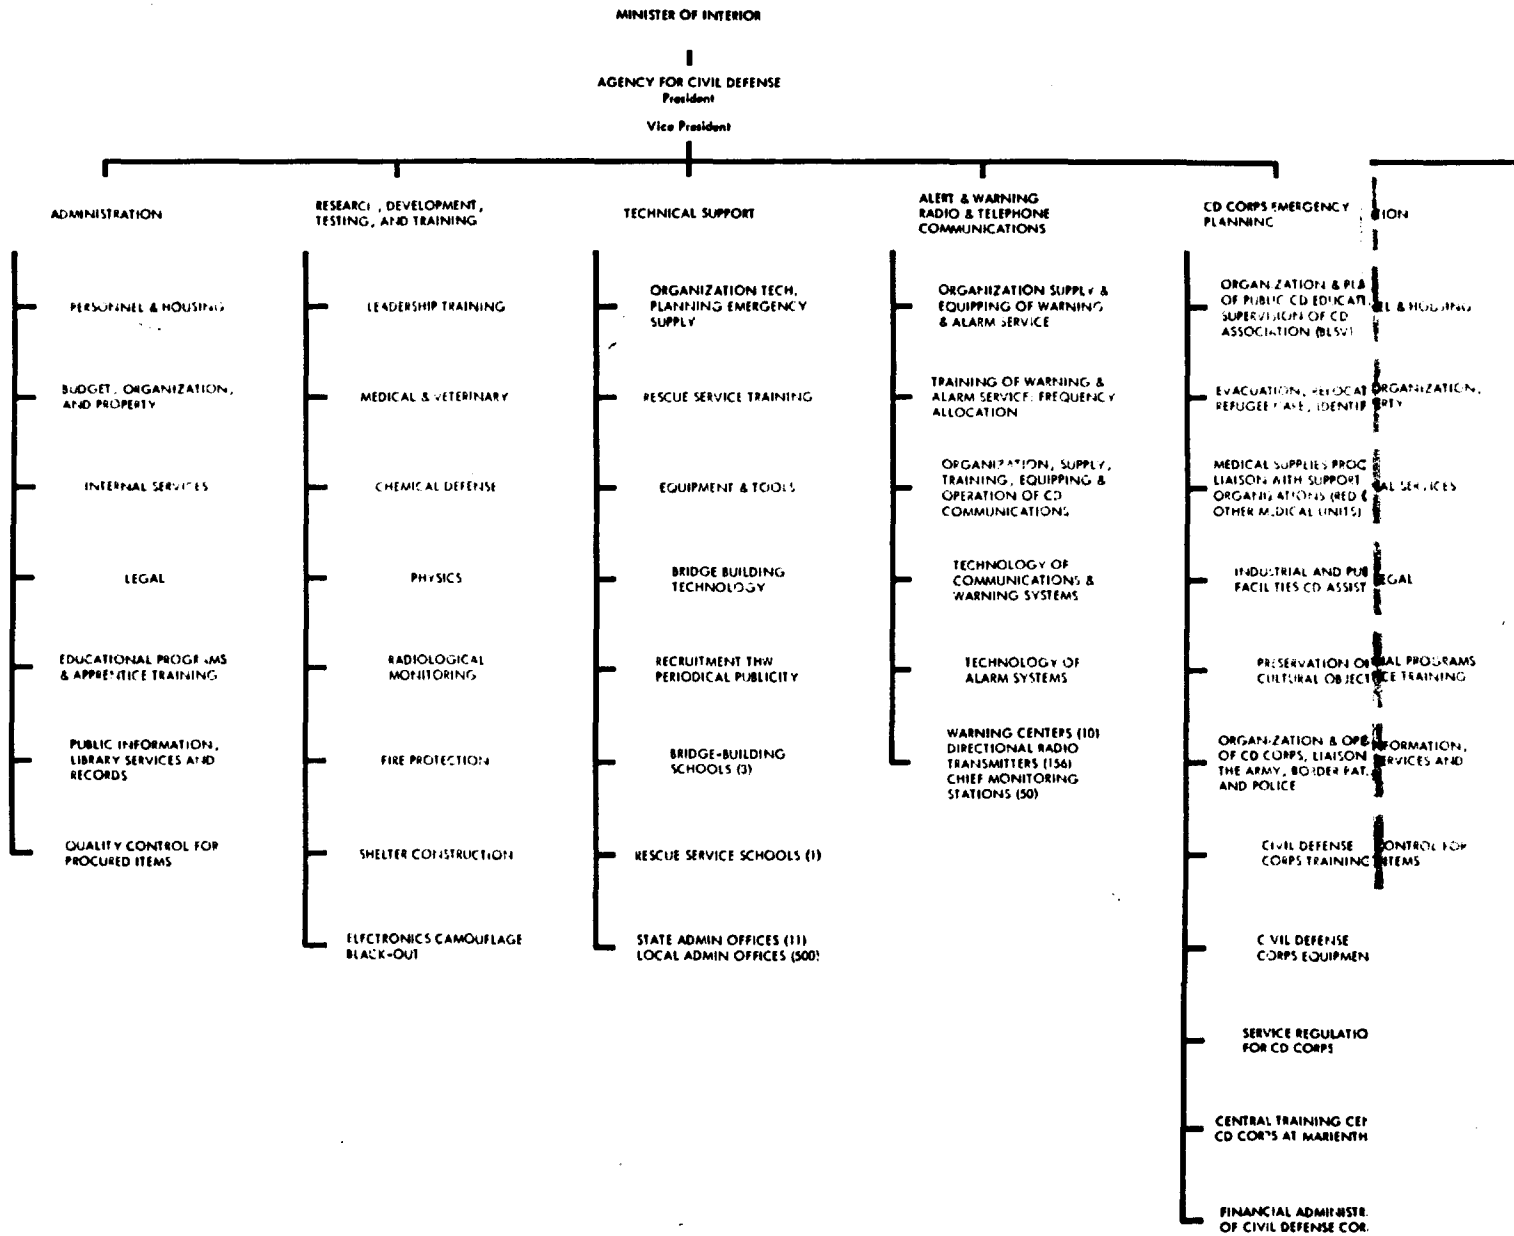 MINISTER OF INTERIOR
AGENCY FOR CIVIL DEFENSE
President
Vice President
ADMINISTRATION
PERSONNEL & HOUSING
BUDGET, ORGANIZATION,
AND PROPERTY
INTERNAL SERVICES
LEGAL
EDUCATIONAL PROGRAMS
& APPRENTICE TRAINING
PUBLIC INFORMATION,
LIBRARY SERVICES AND
RECORDS
QUALITY CONTROL FOR
PROCURED ITEMS
RESEARCH, DEVELOPMENT,
TESTING, AND TRAINING
LEADERSHIP TRAINING
MEDICAL & VETERINARY
CHEMICAL DEFENSE
PHYSICS
RADIOLOGICAL
MONITORING
FIRE PROTECTION
SHELTER CONSTRUCTION
ELECTRONICS CAMOUFLAGE
BLACK-OUT
TECHNICAL SUPPORT
ORGANIZATION TECH,
PLANNING EMERGENCY
SUPPLY
RESCUE SERVICE TRAINING
EQUIPMENT & TOOLS
BRIDGE BUILDING
TECHNOLOGY
RECRUITMENT THW
PERIODICAL PUBLICITY
BRIDGE-BUILDING
SCHOOLS (3)
RESCUE SERVICE SCHOOLS (1)
STATE ADMIN OFFICES (11)
LOCAL ADMIN OFFICES (500)
ALERT & WARNING
RADIO & TELEPHONE
COMMUNICATIONS
ORGANIZATION SUPPLY &
EQUIPPING OF WARNING
& ALARM SERVICE
TRAINING OF WARNING &
ALARM SERVICE: FREQUENCY
ALLOCATION
ORGANIZATION, SUPPLY,
TRAINING, EQUIPPING &
OPERATION OF CD
COMMUNICATIONS
TECHNOLOGY OF
COMMUNICATIONS &
WARNING SYSTEMS
TECHNOLOGY OF
ALARM SYSTEMS
WARNING CENTERS (10)
DIRECTIONAL RADIO
TRANSMITTERS (156)
CHIEF MONITORING
STATIONS (50)
CD CORPS EMERGENCY
PLANNING
ORGANIZATION & PLA
OF PUBLIC CD EDUCATI
SUPERVISION OF CD
ASSOCIATION (BLSV)
EVACUATION, RELOCAT
REFUGEE CARE, IDENTIF
MEDICAL SUPPLIES PROC
LIAISON WITH SUPPORT
ORGANIZATIONS (RED C
OTHER MEDICAL UNITS)
INDUSTRIAL AND PUB
FACILITIES CD ASSIST
PRESERVATION O
CULTURAL OBJECT
ORGANIZATION & OPE
OF CD CORPS, LIAISON
THE ARMY, BORDER PAT
AND POLICE
CIVIL DEFENSE
CORPS TRAINING
CIVIL DEFENSE
CORPS EQUIPMEN
SERVICE REGULATIO
FOR CD CORPS
CENTRAL TRAINING CEN
CD CORPS AT MARIENTH
FINANCIAL ADMINISTR
OF CIVIL DEFENSE COR
TION
EL & HOUSING
ORGANIZATION,
ERTY
AL SERVICES
EGAL
NAL PROGRAMS
CE TRAINING
FORMATION,
ERVICES AND
ONTROL FOR
ITEMS